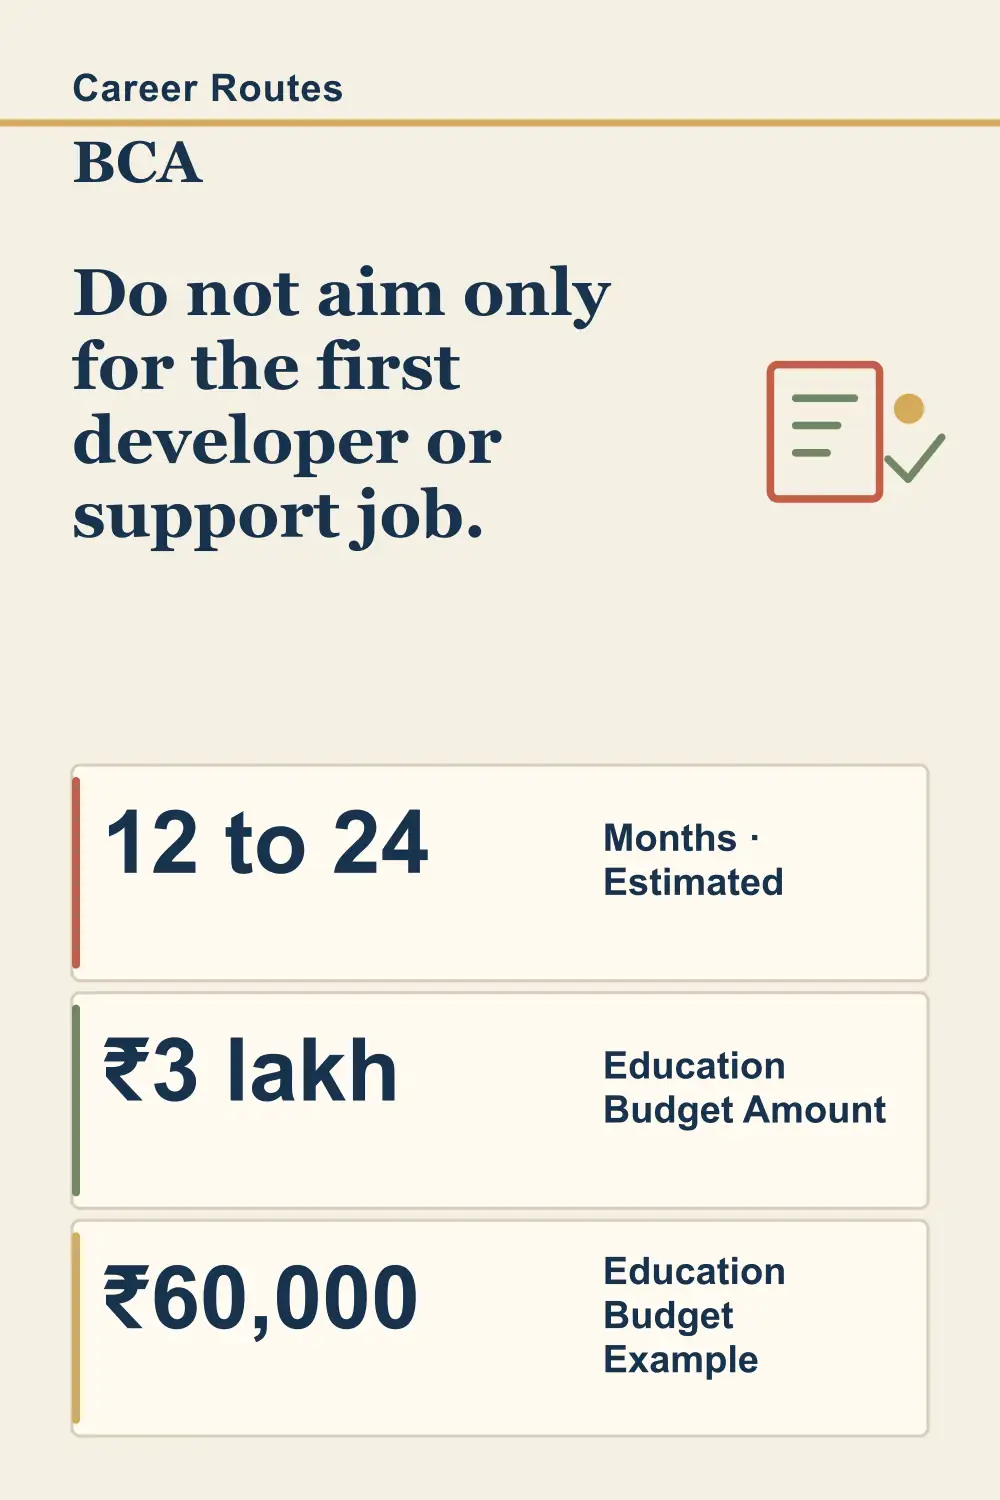 Career Routes
BCA
Do not aim only
for the first
developer or
support job.
12 to 24
Months ·
Estimated
₹3 lakh
Education
Budget Amount
₹60,000
Education
Budget
Example